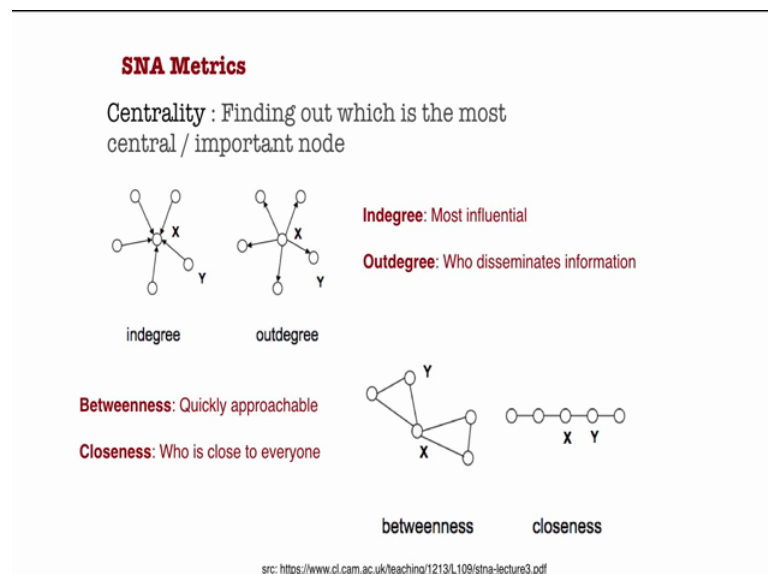 SNA Metrics
Centrality : Finding out which is the most
central / important node
X
Y
indegree
X
Y
outdegree
Indegree: Most influential
Outdegree: Who disseminates information
Betweenness: Quickly approachable
Closeness: Who is close to everyone
Y
X
betweenness
X Y
closeness
src: https://www.cl.cam.ac.uk/teaching/1213/L109/stna-lecture3.pdf